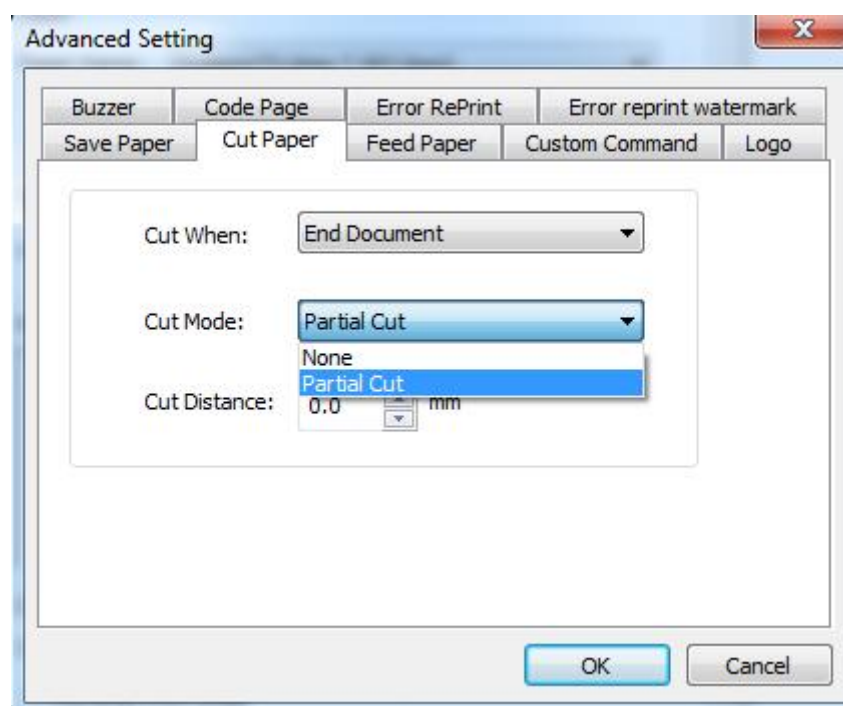 Advanced Setting
Buzzer Code Page Error RePrint Error reprint watermark
Save Paper Cut Paper Feed Paper Custom Command Logo
Cut When: End Document
Cut Mode: Partial Cut
None
Partial Cut
Cut Distance: 0.0 mm
OK Cancel